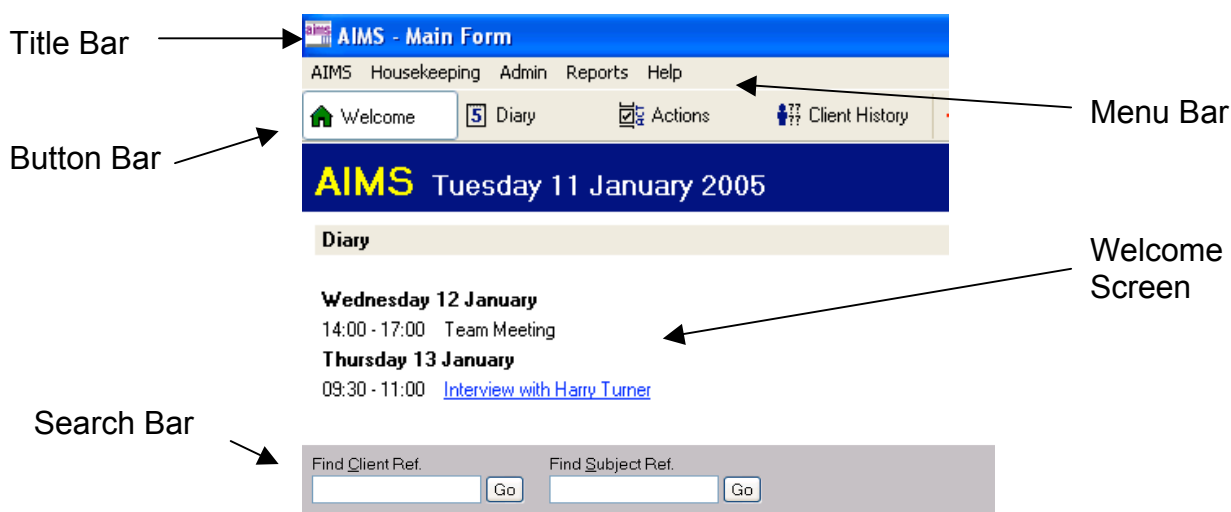 Title Bar
aims AIMS - Main Form
AIMS Housekeeping Admin Reports Help
Menu Bar
Welcome 5 Diary Actions Client History
Button Bar
AIMS Tuesday 11 January 2005
Diary
Welcome
Screen
Wednesday 12 January
14:00 - 17:00 Team Meeting
Thursday 13 January
09:30 - 11:00 Interview with Harry Turner
Search Bar
Find Client Ref. Find Subject Ref.
Go Go